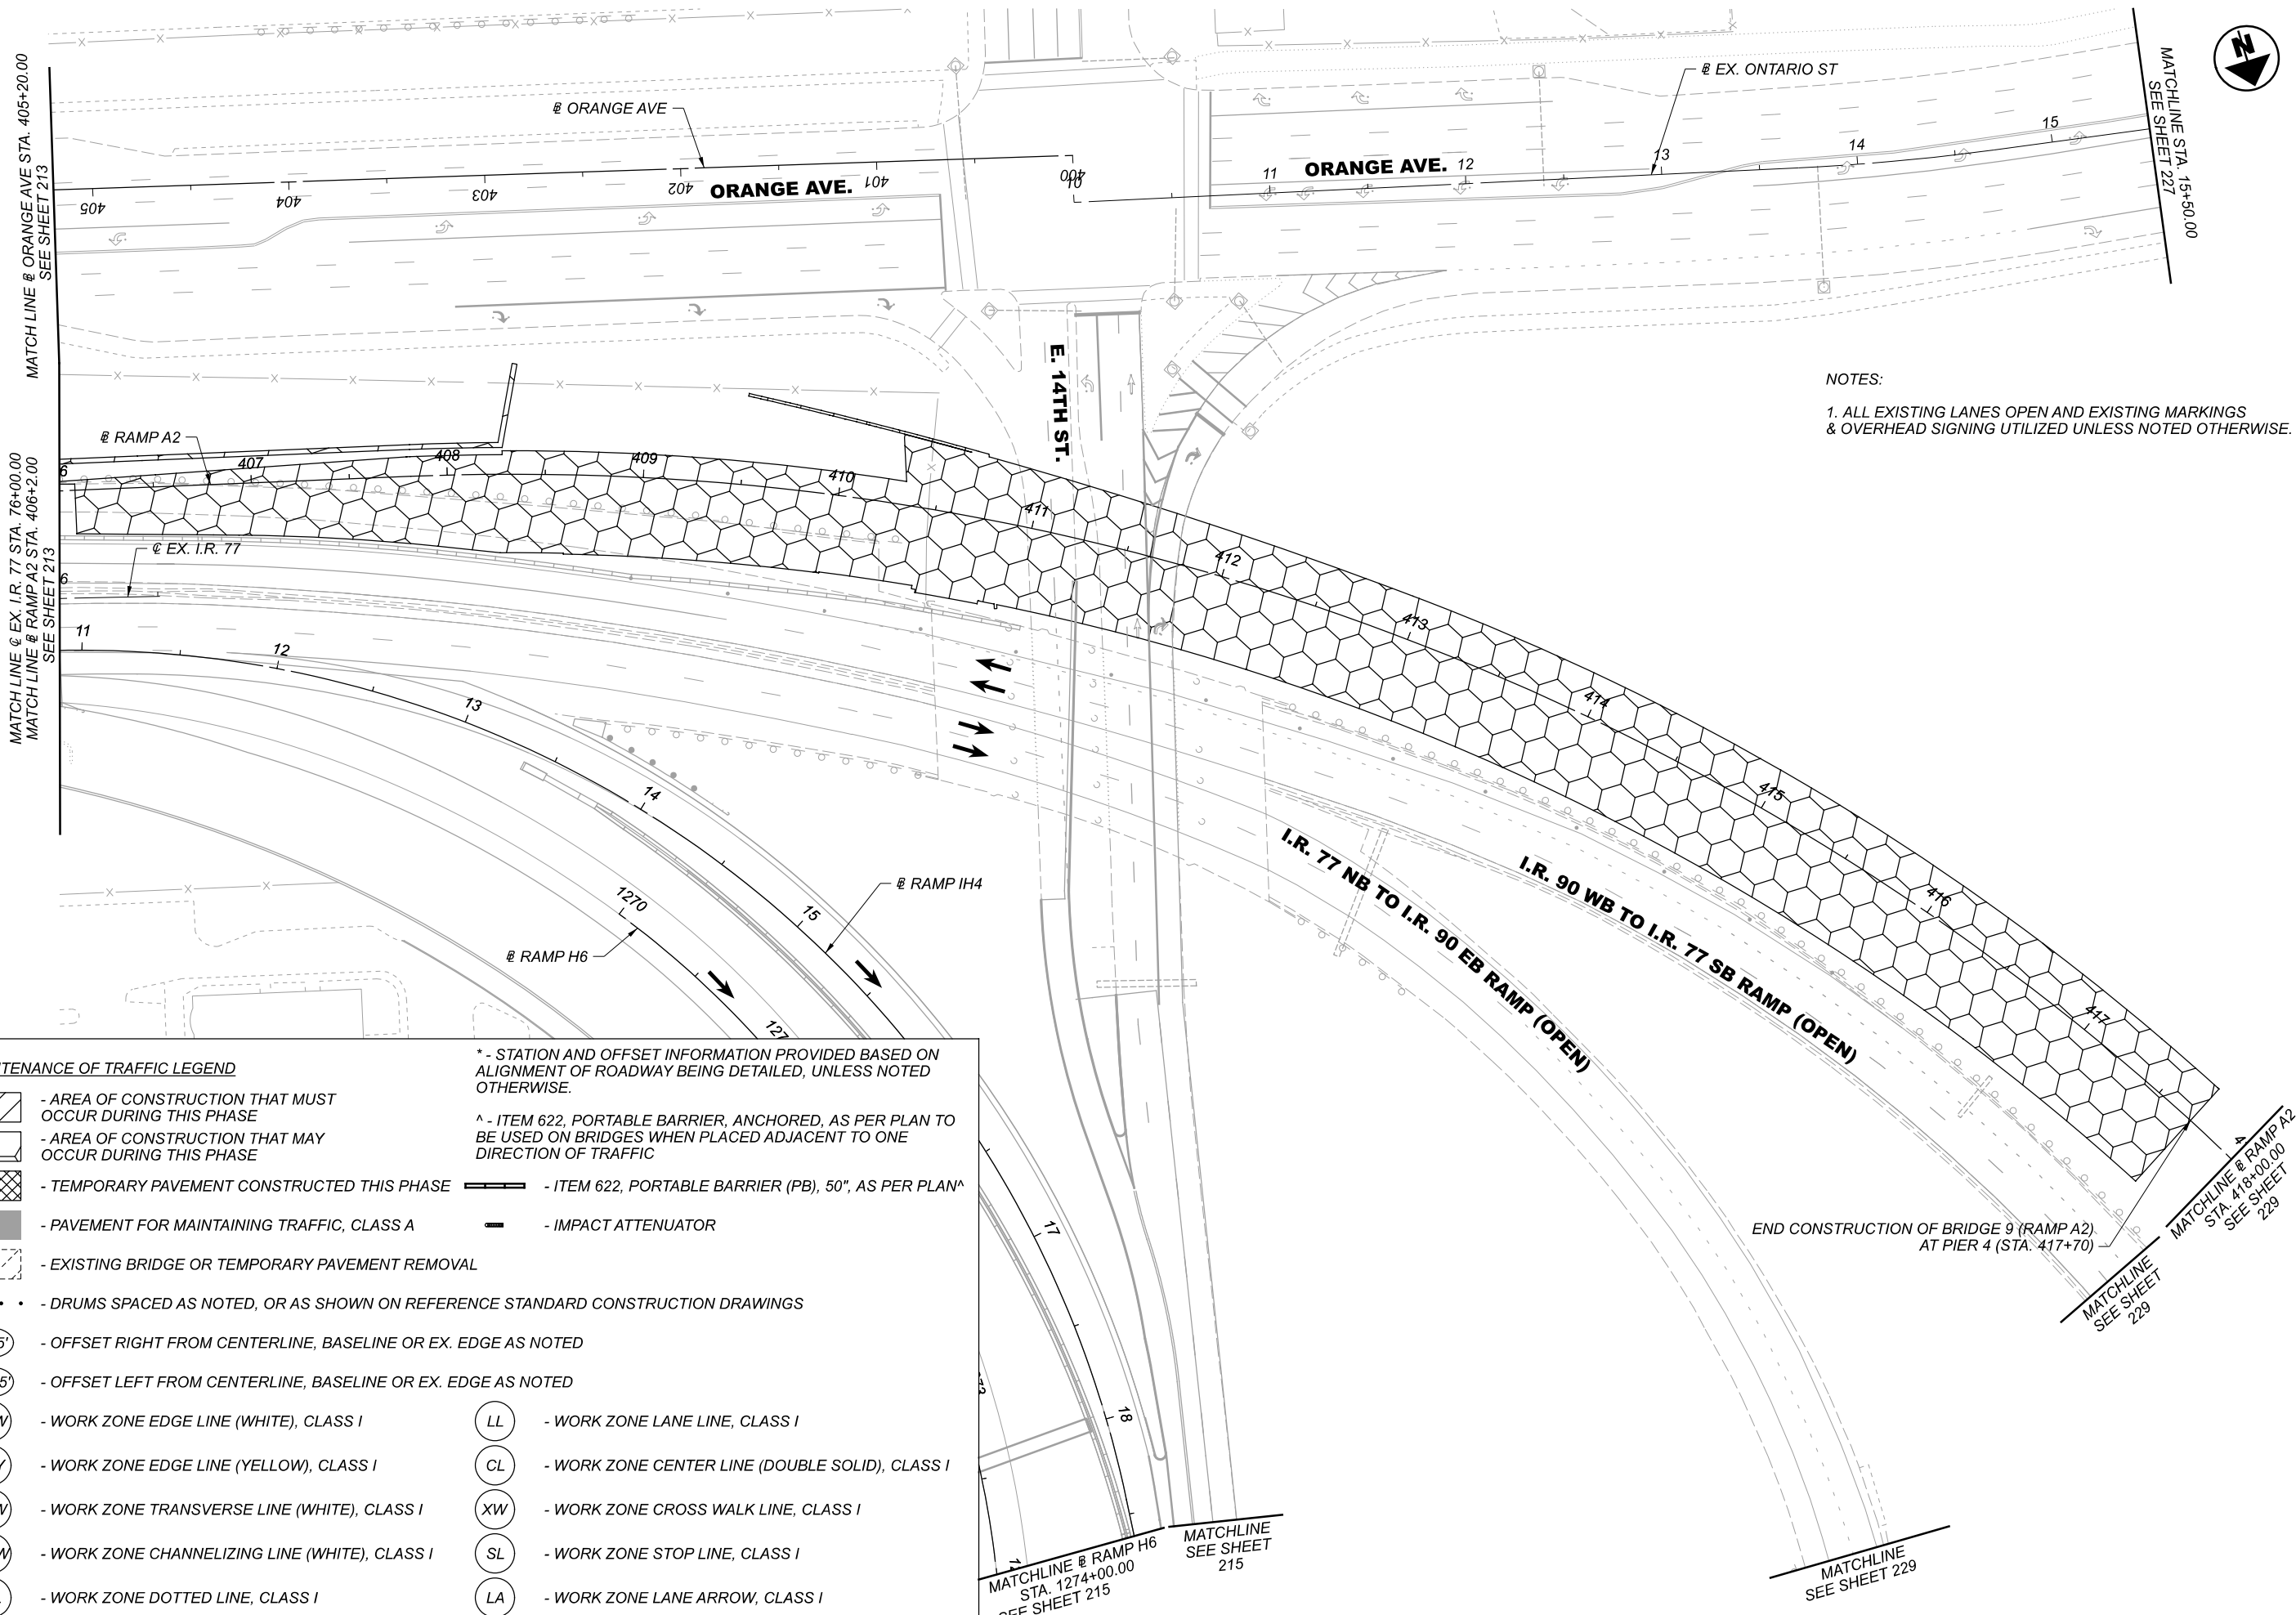 MATCH LINE ⅊ ORANGE AVE STA. 405+20.00
SEE SHEET 213
℄ ORANGE AVE
ORANGE AVE.
405
404
403
402
401
400
10
11
12
13
14
15
ORANGE AVE.
℄ EX. ONTARIO ST
MATCHLINE STA. 15+50.00
SEE SHEET 227
N
NOTES:
1. ALL EXISTING LANES OPEN AND EXISTING MARKINGS
& OVERHEAD SIGNING UTILIZED UNLESS NOTED OTHERWISE.
E. 14TH ST.
MATCH LINE ℄ EX. I.R. 77 STA. 76+00.00
MATCH LINE ⅊ RAMP A2 STA. 406+2.00
SEE SHEET 213
⅊ RAMP A2
6
407
408
409
410
411
412
413
414
415
416
417
4
℄ EX. I.R. 77
6
11
12
13
14
15
17
18
⅊ RAMP IH4
1270
127
⅊ RAMP H6
I.R. 77 NB TO I.R. 90 EB RAMP (OPEN)
I.R. 90 WB TO I.R. 77 SB RAMP (OPEN)
END CONSTRUCTION OF BRIDGE 9 (RAMP A2)
AT PIER 4 (STA. 417+70)
MATCHLINE ⅊ RAMP A2
STA. 418+00.00
SEE SHEET
229
MATCHLINE
SEE SHEET
229
MATCHLINE
SEE SHEET 229
MATCHLINE
SEE SHEET
215
MATCHLINE ⅊ RAMP H6
STA. 1274+00.00
SEE SHEET 215
TENANCE OF TRAFFIC LEGEND
- AREA OF CONSTRUCTION THAT MUST
OCCUR DURING THIS PHASE
- AREA OF CONSTRUCTION THAT MAY
OCCUR DURING THIS PHASE
- TEMPORARY PAVEMENT CONSTRUCTED THIS PHASE
- PAVEMENT FOR MAINTAINING TRAFFIC, CLASS A
- EXISTING BRIDGE OR TEMPORARY PAVEMENT REMOVAL
- DRUMS SPACED AS NOTED, OR AS SHOWN ON REFERENCE STANDARD CONSTRUCTION DRAWINGS
5' - OFFSET RIGHT FROM CENTERLINE, BASELINE OR EX. EDGE AS NOTED
5' - OFFSET LEFT FROM CENTERLINE, BASELINE OR EX. EDGE AS NOTED
- WORK ZONE EDGE LINE (WHITE), CLASS I
- WORK ZONE EDGE LINE (YELLOW), CLASS I
- WORK ZONE TRANSVERSE LINE (WHITE), CLASS I
- WORK ZONE CHANNELIZING LINE (WHITE), CLASS I
- WORK ZONE DOTTED LINE, CLASS I
* - STATION AND OFFSET INFORMATION PROVIDED BASED ON
ALIGNMENT OF ROADWAY BEING DETAILED, UNLESS NOTED
OTHERWISE.
^ - ITEM 622, PORTABLE BARRIER, ANCHORED, AS PER PLAN TO
BE USED ON BRIDGES WHEN PLACED ADJACENT TO ONE
DIRECTION OF TRAFFIC
- ITEM 622, PORTABLE BARRIER (PB), 50", AS PER PLAN^
- IMPACT ATTENUATOR
LL - WORK ZONE LANE LINE, CLASS I
CL - WORK ZONE CENTER LINE (DOUBLE SOLID), CLASS I
XW - WORK ZONE CROSS WALK LINE, CLASS I
SL - WORK ZONE STOP LINE, CLASS I
LA - WORK ZONE LANE ARROW, CLASS I